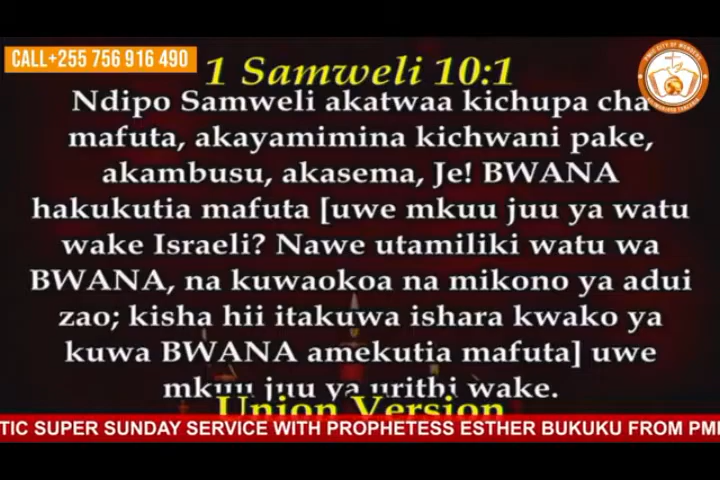 CALL+255 756 916 490
1 Samweli 10:1
Ndipo Samweli akatwaa kichupa cha
mafuta, akayamimina kichwani pake,
akambusu, akasema, Je! BWANA
hakukutia mafuta [uwe mkuu juu ya watu
wake Israeli? Nawe utamiliki watu wa
BWANA, na kuwaokoa na mikono ya adui
zao; kisha hii itakuwa ishara kwako ya
kuwa BWANA amekutia mafuta] uwe
mkuu juu ya urithi wake.
Union Version
TIC SUPER SUNDAY SERVICE WITH PROPHETESS ESTHER BUKUKU FROM PM